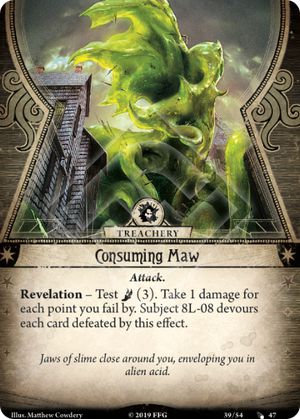 TREACHERY
Consuming Maw
Attack.
Revelation – Test (3). Take 1 damage for
each point you fail by. Subject 8L-08 devours
each card defeated by this effect.
Jaws of slime close around you, enveloping you in
alien acid.
Illus. Matthew Cowdery © 2019 FFG 39/54 47